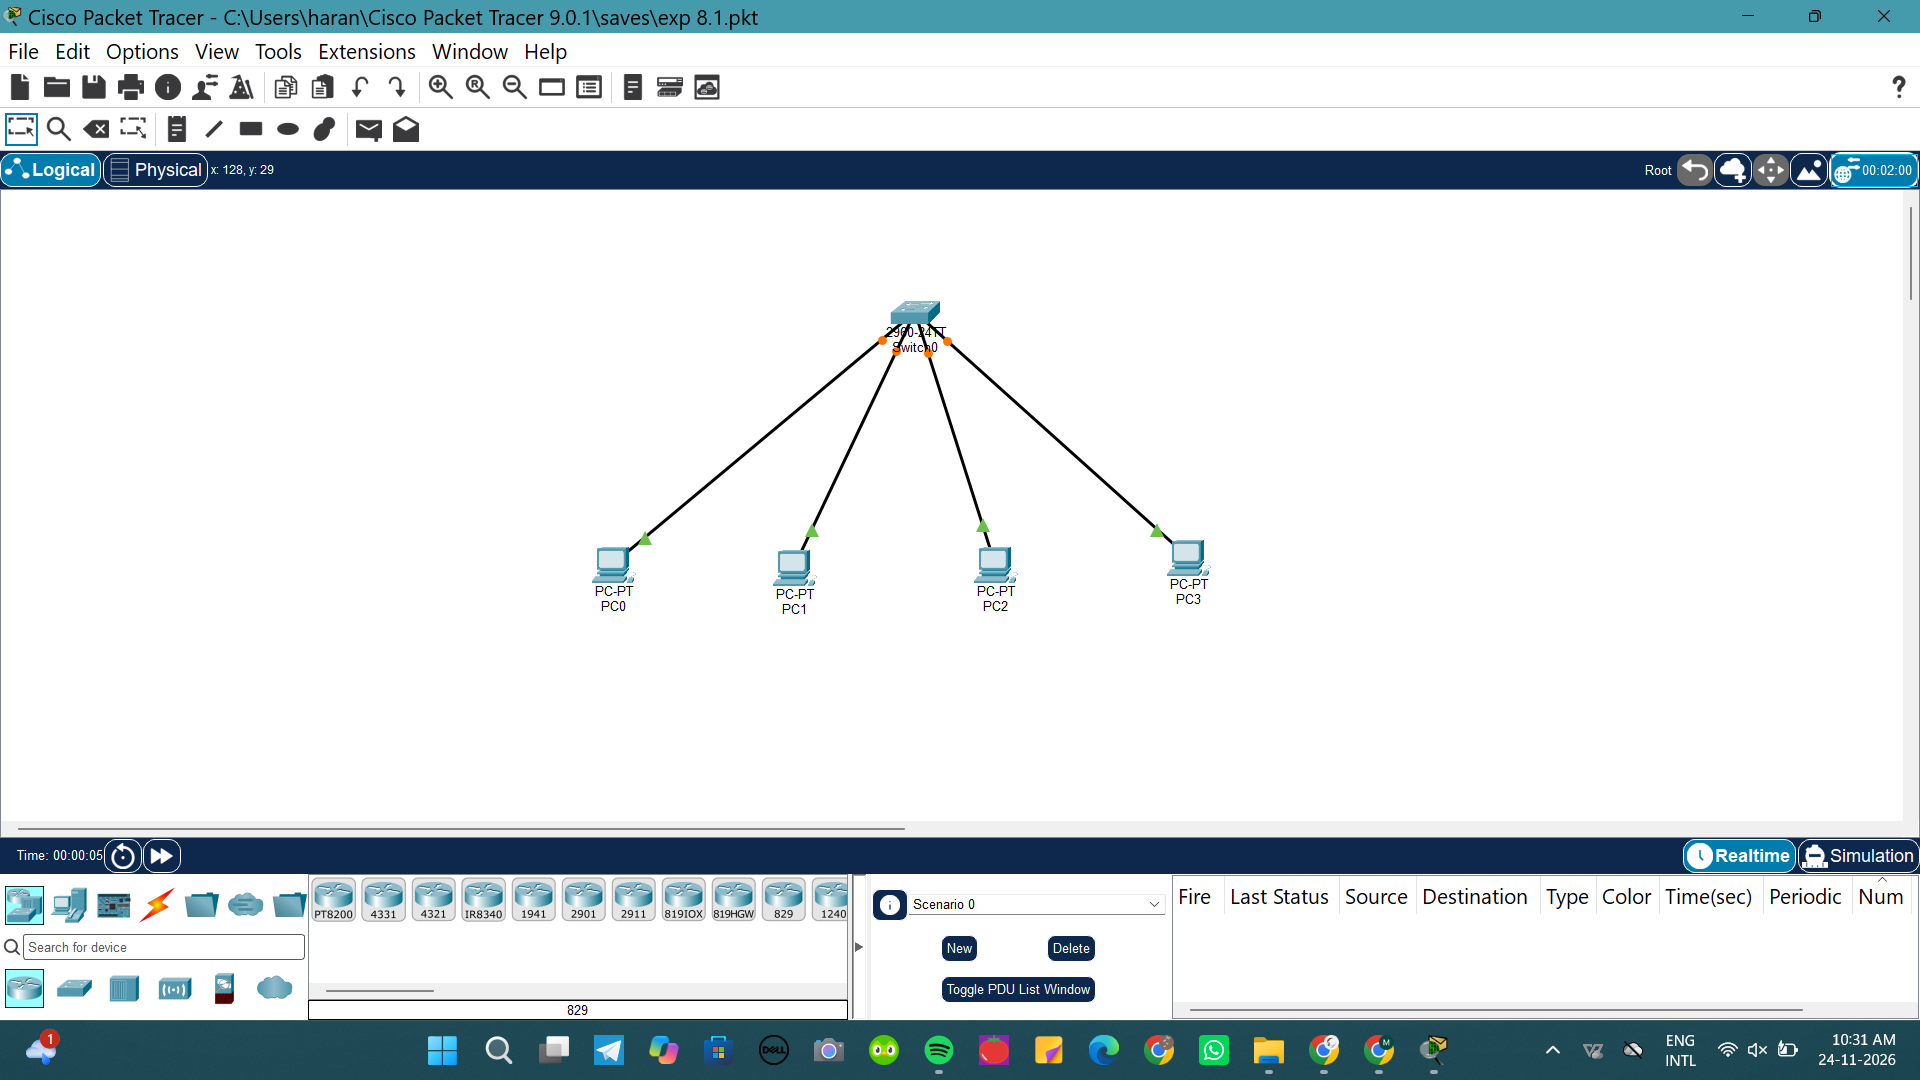 Cisco Packet Tracer - C:\Users\haran\Cisco Packet Tracer 9.0.1\saves\exp 8.1.pkt
File Edit Options View Tools Extensions Window Help
Logical Physical x: 128, y: 29 Root 00:02:00
2960-24TT
Switch0
PC-PT
PC0
PC-PT
PC1
PC-PT
PC2
PC-PT
PC3
Time: 00:00:05 Realtime Simulation
PT8200 4331 4321 IR8340 1941 2901 2911 819IOX 819HGW 829 1240
Search for device
829
Scenario 0
New Delete
Toggle PDU List Window
Fire Last Status Source Destination Type Color Time(sec) Periodic Num
1
DELL
M
ENG
INTL
10:31 AM
24-11-2026